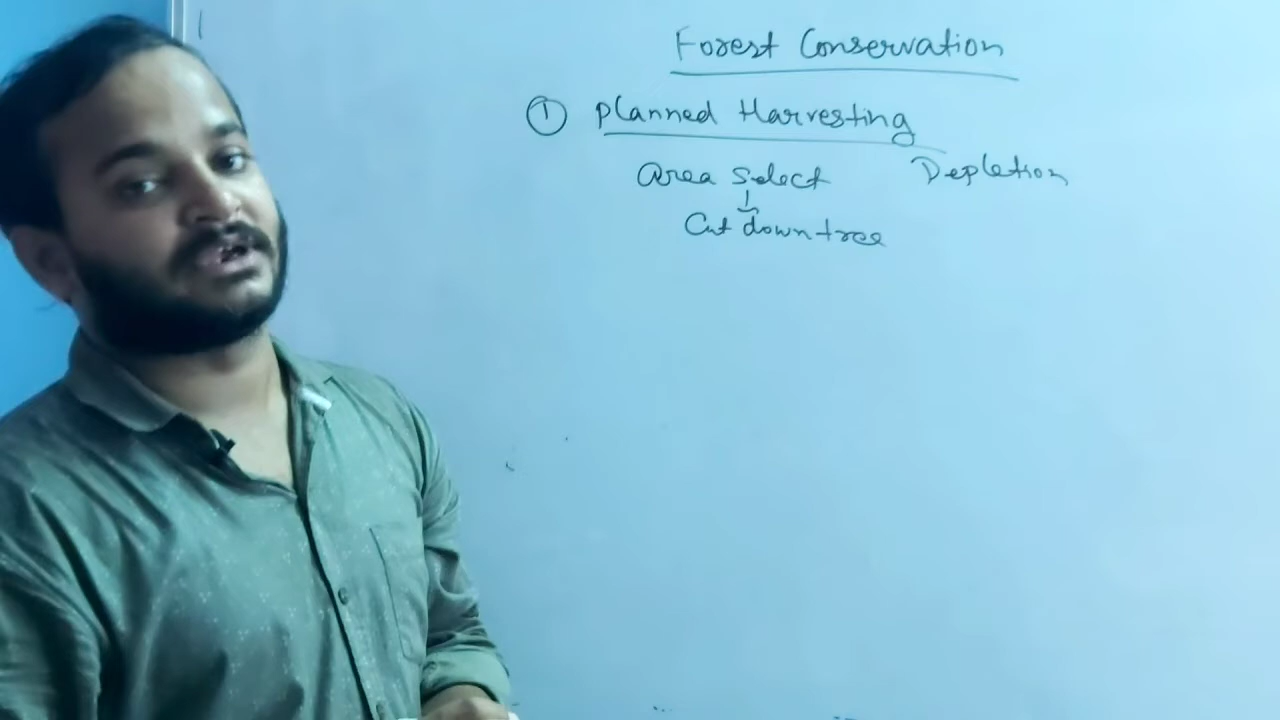 Forest Conservation
① Planned Harvesting
Area Select Depletion
↓
Cut down tree